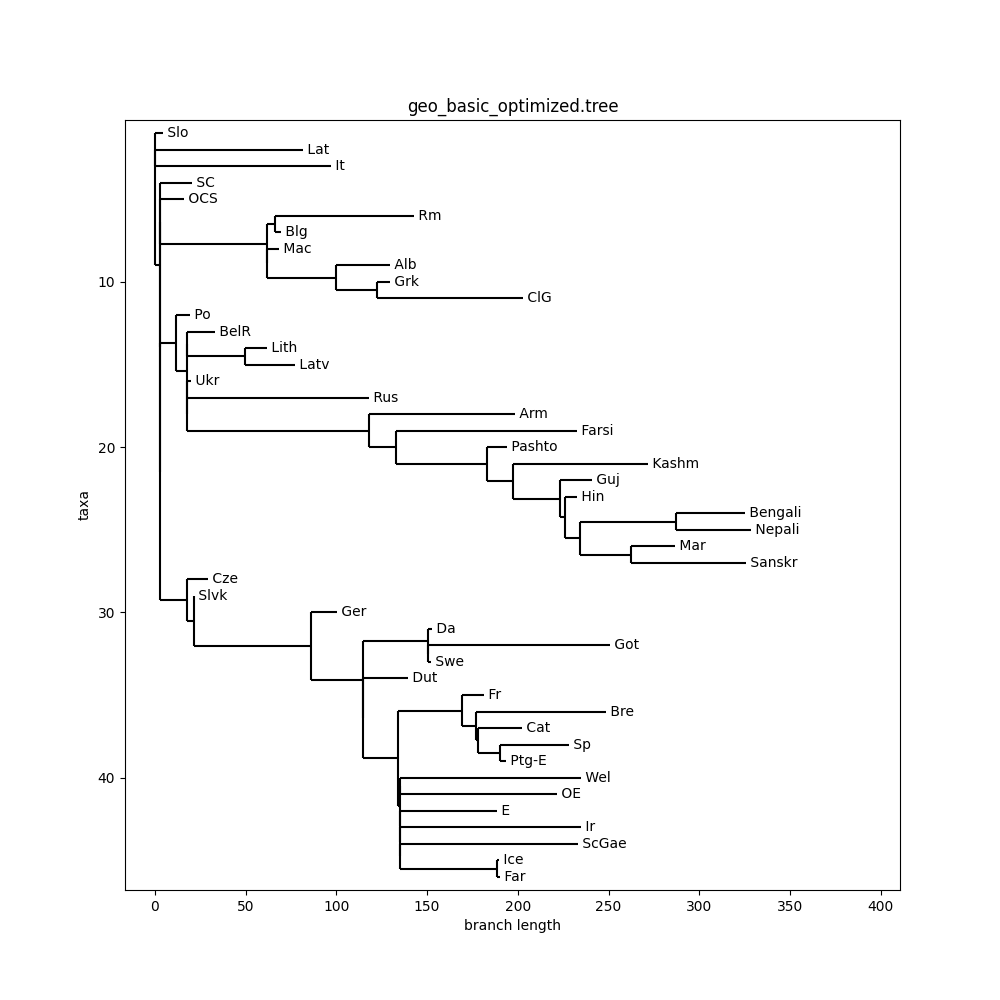 geo_basic_optimized.tree
Slo
Lat
It
SC
OCS
Rm
Blg
Mac
Alb
10
Grk
ClG
Po
BelR
Lith
Latv
Ukr
Rus
Arm
Farsi
20
Pashto
Kashm
Guj
Hin
taxa
Bengali
Nepali
Mar
Sanskr
Cze
Slvk
30
Ger
Da
Got
Swe
Dut
Fr
Bre
Cat
Sp
Ptg-E
40
Wel
OE
E
Ir
ScGae
Ice
Far
0 50 100 150 200 250 300 350 400
branch length